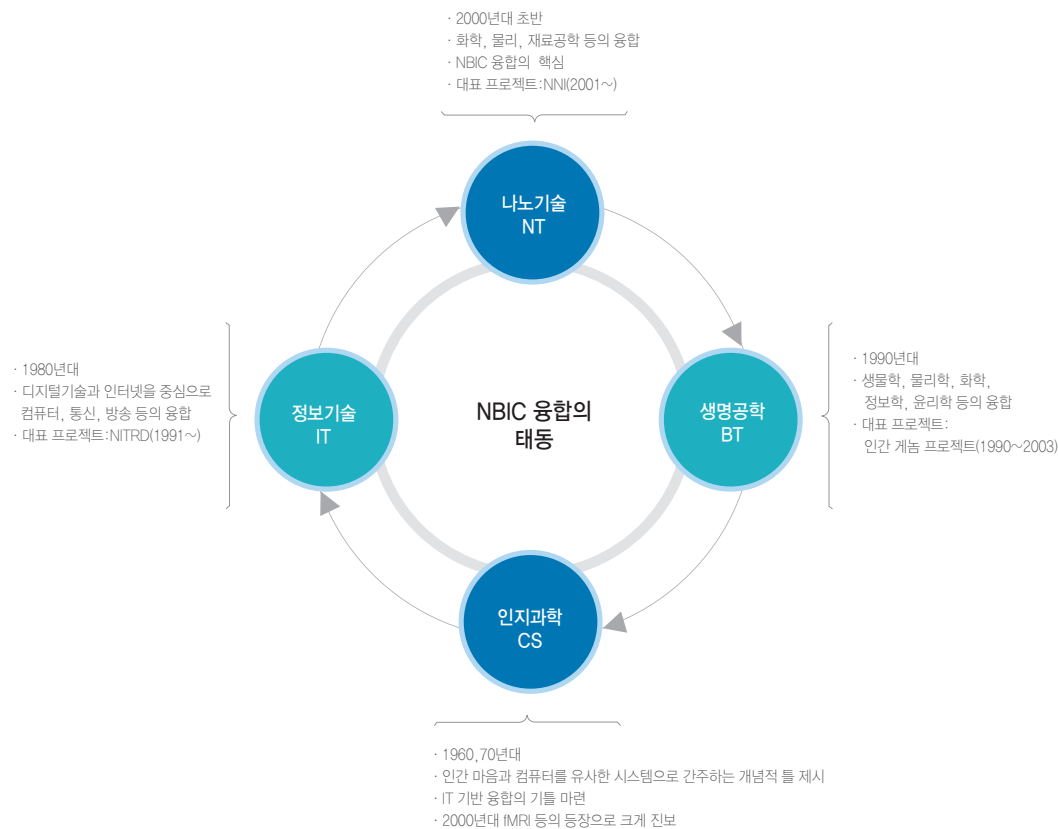 · 2000년대 초반
· 화학, 물리, 재료공학 등의 융합
· NBIC 융합의 핵심
· 대표 프로젝트:NNI(2001~)
나노기술
NT
· 1980년대
· 디지털기술과 인터넷을 중심으로
컴퓨터, 통신, 방송 등의 융합
· 대표 프로젝트:NITRD(1991~)
정보기술
IT
NBIC 융합의
태동
생명공학
BT
· 1990년대
· 생물학, 물리학, 화학,
정보학, 윤리학 등의 융합
· 대표 프로젝트:
인간 게놈 프로젝트(1990~2003)
인지과학
CS
· 1960,70년대
· 인간 마음과 컴퓨터를 유사한 시스템으로 간주하는 개념적 틀 제시
· IT 기반 융합의 기틀 마련
· 2000년대 fMRI 등의 등장으로 크게 진보